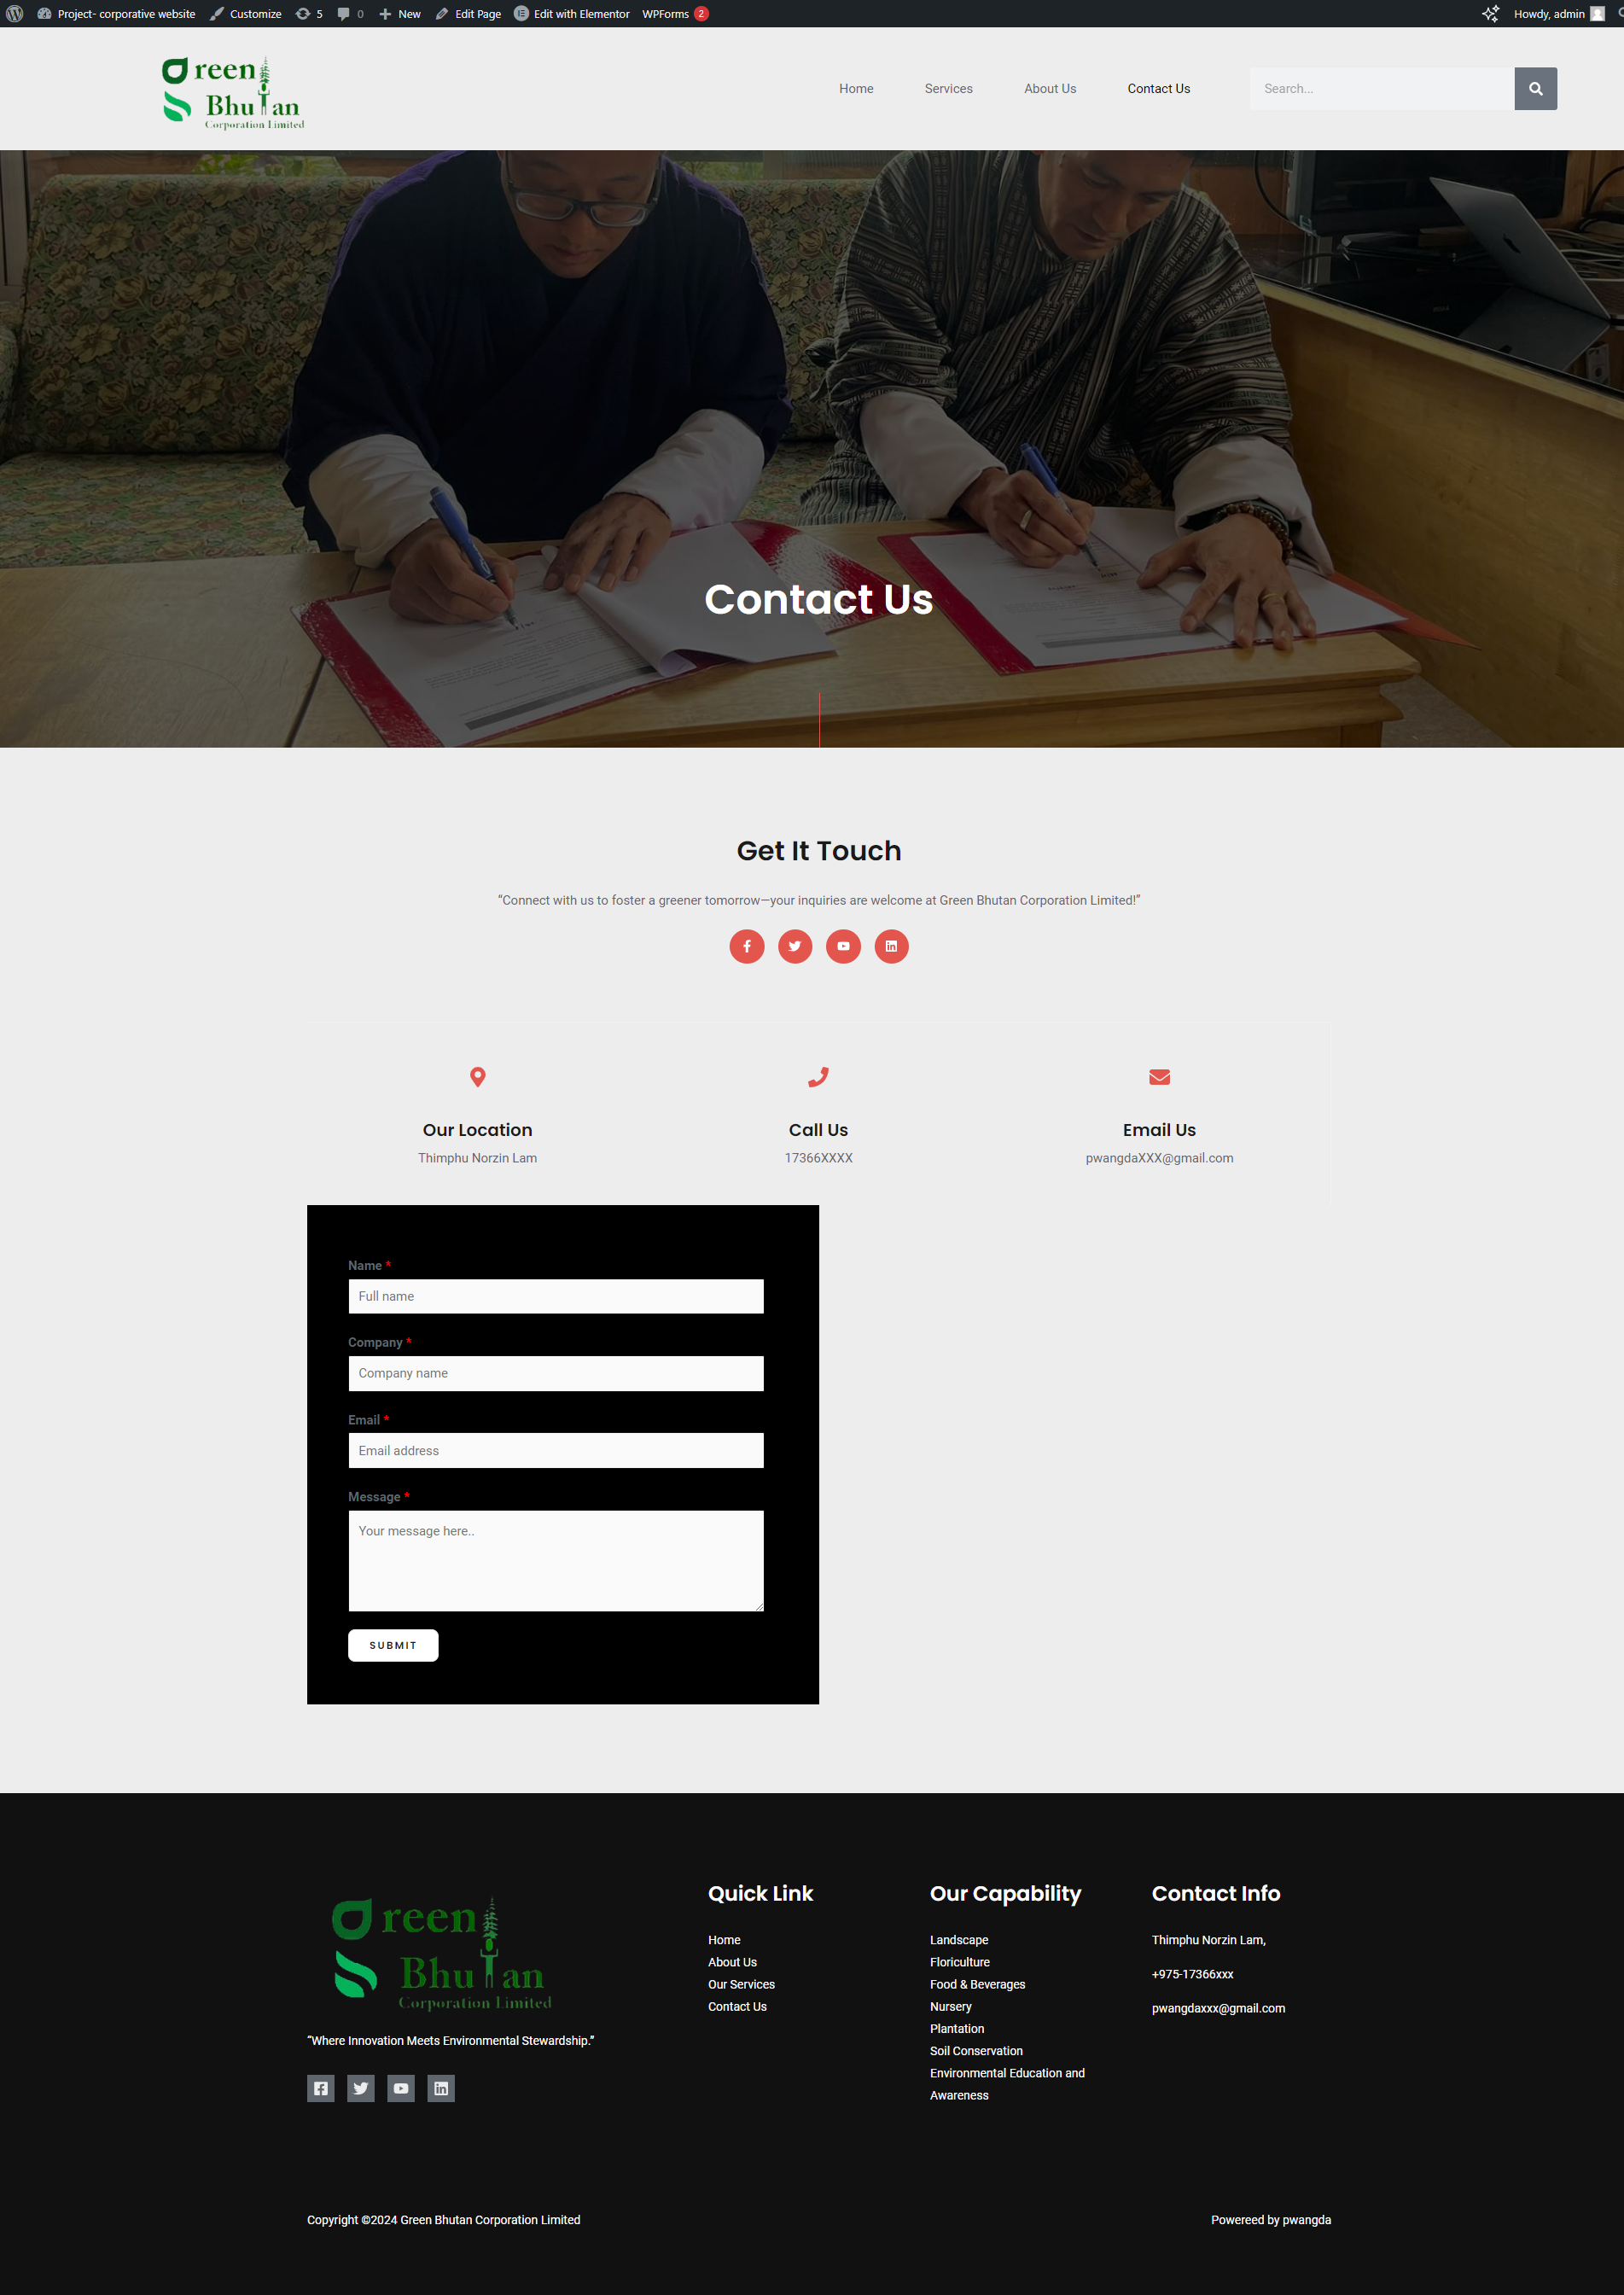 Project- corporative website Customize 5 0 New Edit Page Edit with Elementor WPForms 2 Howdy, admin
Green
Bhutan
Corporation Limited
Home Services About Us Contact Us Search...
Contact Us
Get It Touch
“Connect with us to foster a greener tomorrow—your inquiries are welcome at Green Bhutan Corporation Limited!”
Our Location Call Us Email Us
Thimphu Norzin Lam 17366XXXX pwangdaXXX@gmail.com
Name *
Full name
Company *
Company name
Email *
Email address
Message *
Your message here..
SUBMIT
Green
Bhutan
Corporation Limited
“Where Innovation Meets Environmental Stewardship.”
Quick Link
Home
About Us
Our Services
Contact Us
Our Capability
Landscape
Floriculture
Food & Beverages
Nursery
Plantation
Soil Conservation
Environmental Education and
Awareness
Contact Info
Thimphu Norzin Lam,
+975-17366xxx
pwangdaxxx@gmail.com
Copyright ©2024 Green Bhutan Corporation Limited Powereed by pwangda